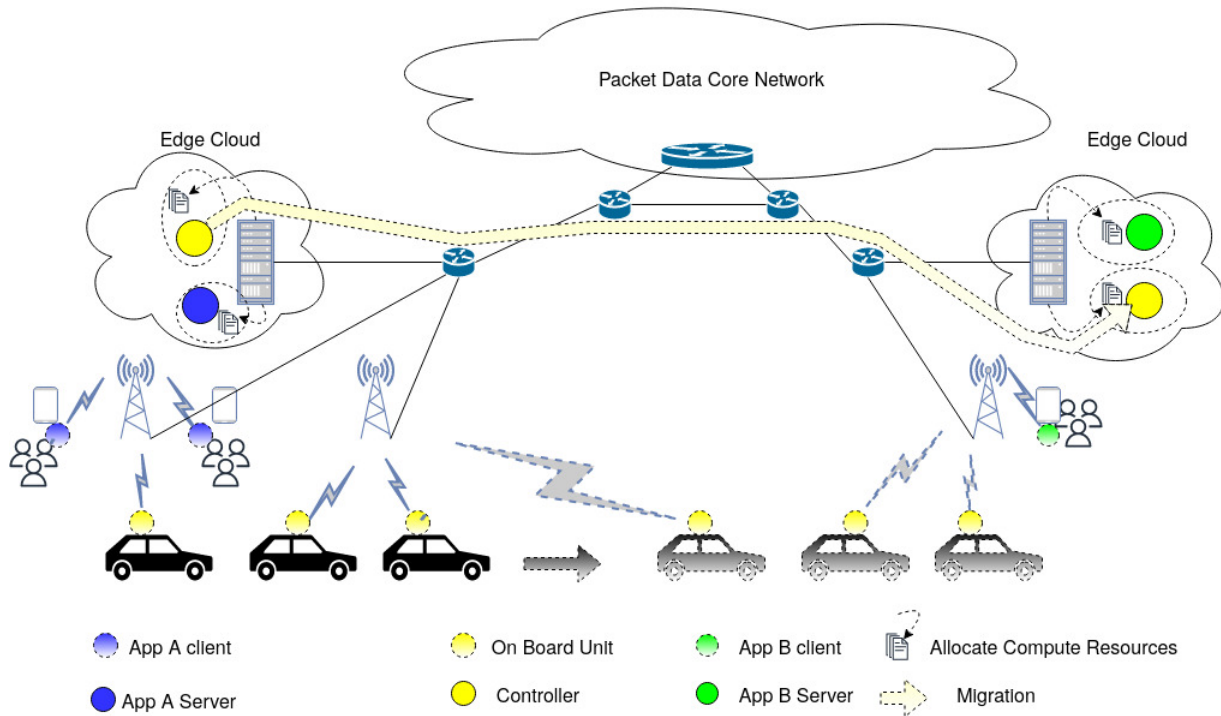 Packet Data Core Network
Edge Cloud
Edge Cloud
App A client
On Board Unit
App B client
Allocate Compute Resources
App A Server
Controller
App B Server
Migration